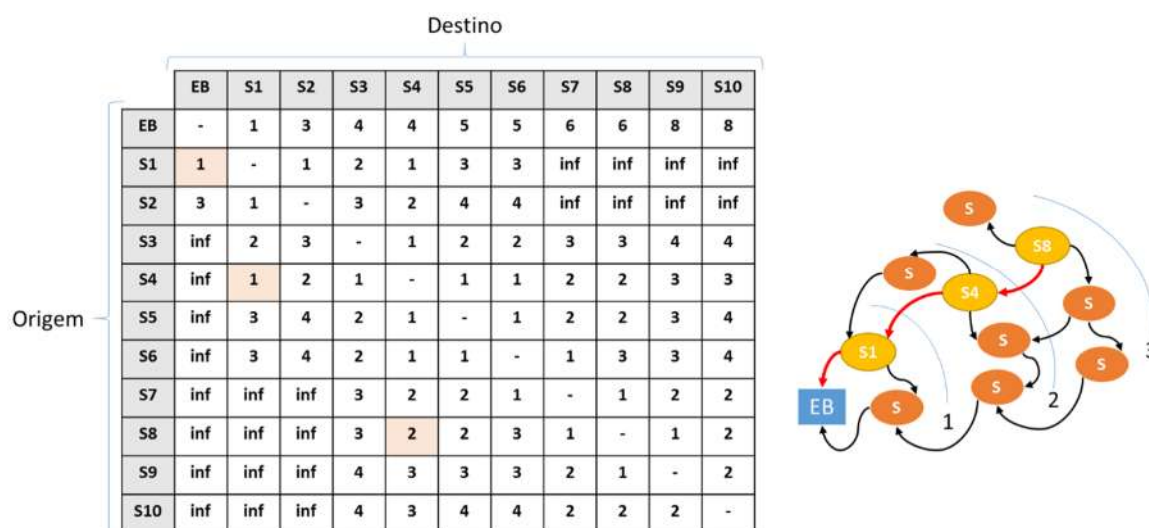 Destino
EB S1 S2 S3 S4 S5 S6 S7 S8 S9 S10
EB - 1 3 4 4 5 5 6 6 8 8
S1 1 - 1 2 1 3 3 inf inf inf inf
S2 3 1 - 3 2 4 4 inf inf inf inf
S3 inf 2 3 - 1 2 2 3 3 4 4
S4 inf 1 2 1 - 1 1 2 2 3 3
Origem
S5 inf 3 4 2 1 - 1 2 2 3 4
S6 inf 3 4 2 1 1 - 1 3 3 4
S7 inf inf inf 3 2 2 1 - 1 2 2
S8 inf inf inf 3 2 2 3 1 - 1 2
S9 inf inf inf 4 3 3 3 2 1 - 2
S10 inf inf inf 4 3 4 4 2 2 2 -
S
S8
S
S4
S
S
S1
S
3
S
S
EB
S
1
2